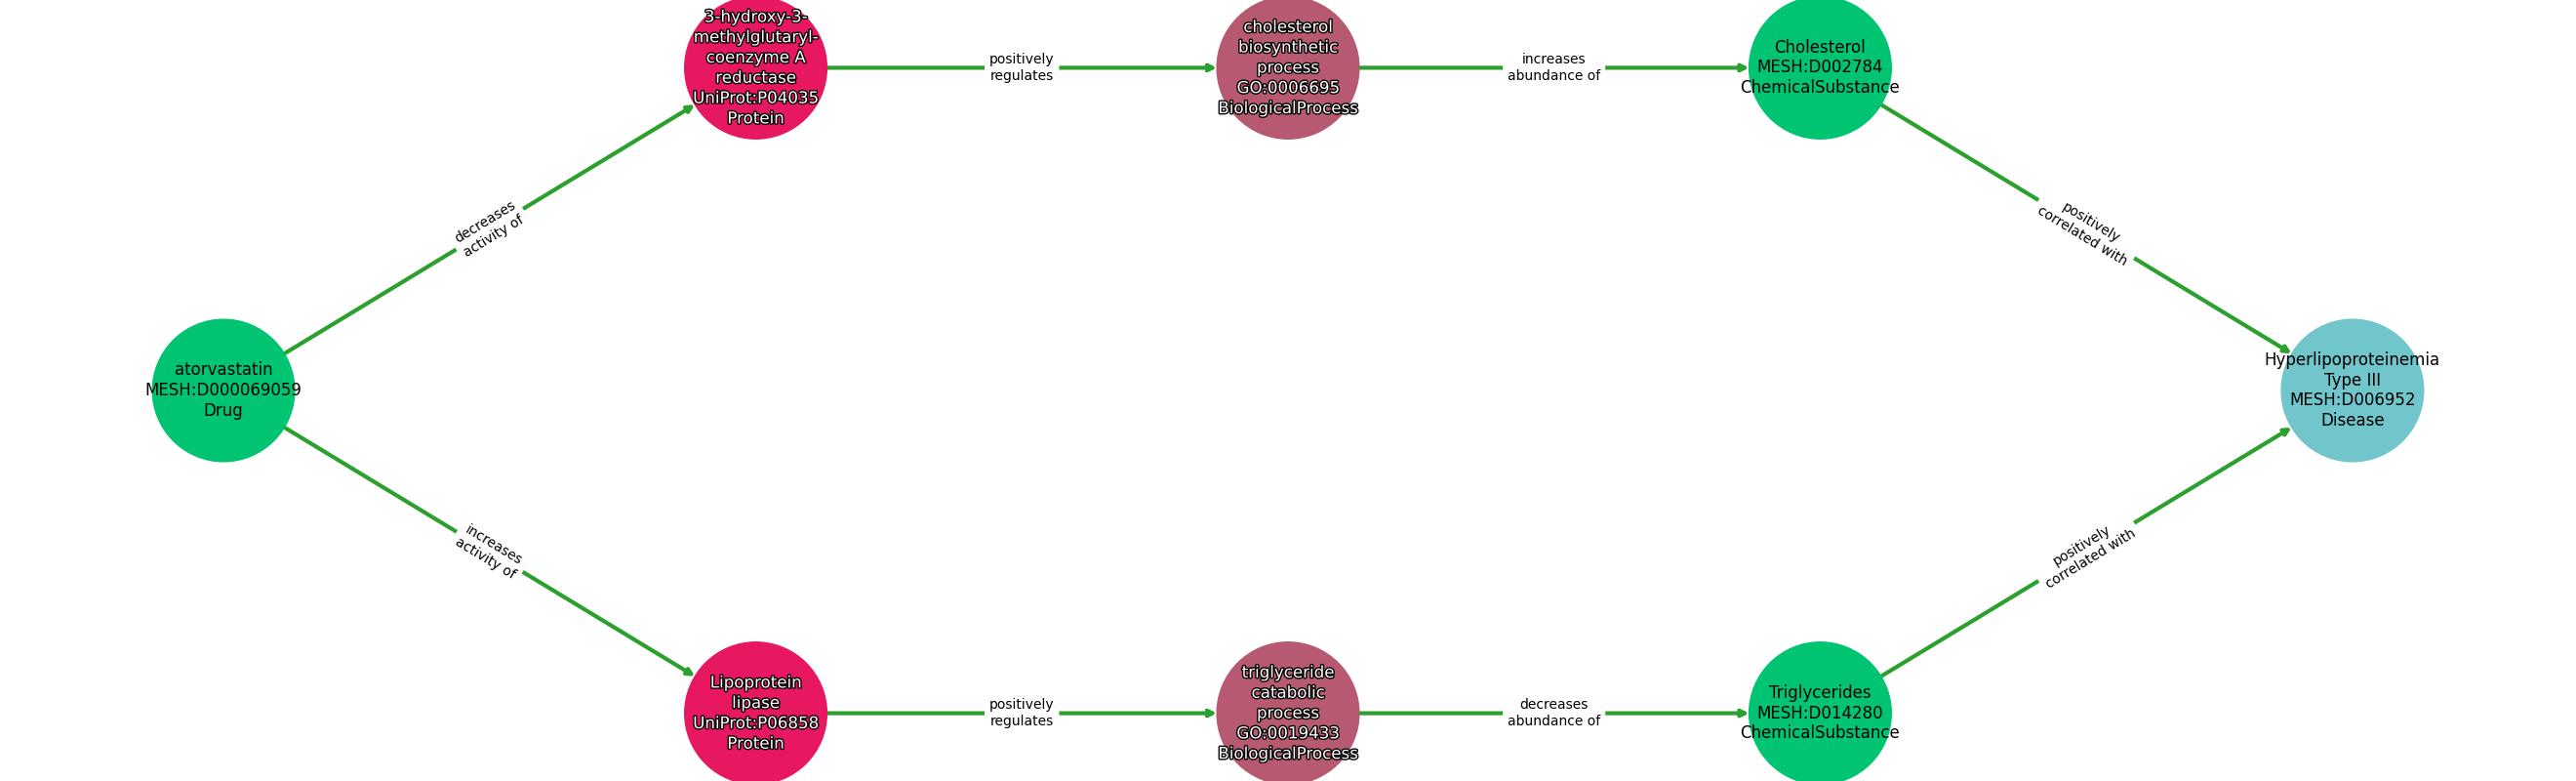 3-hydroxy-3-
methylglutaryl-
coenzyme A
reductase
UniProt:P04035
Protein
positively
regulates
cholesterol
biosynthetic
process
GO:0006695
BiologicalProcess
increases
abundance of
Cholesterol
MESH:D002784
ChemicalSubstance
decreases
activity of
positively
correlated with
atorvastatin
MESH:D000069059
Drug
Hyperlipoproteinemia
Type III
MESH:D006952
Disease
increases
activity of
positively
correlated with
Lipoprotein
lipase
UniProt:P06858
Protein
positively
regulates
triglyceride
catabolic
process
GO:0019433
BiologicalProcess
decreases
abundance of
Triglycerides
MESH:D014280
ChemicalSubstance